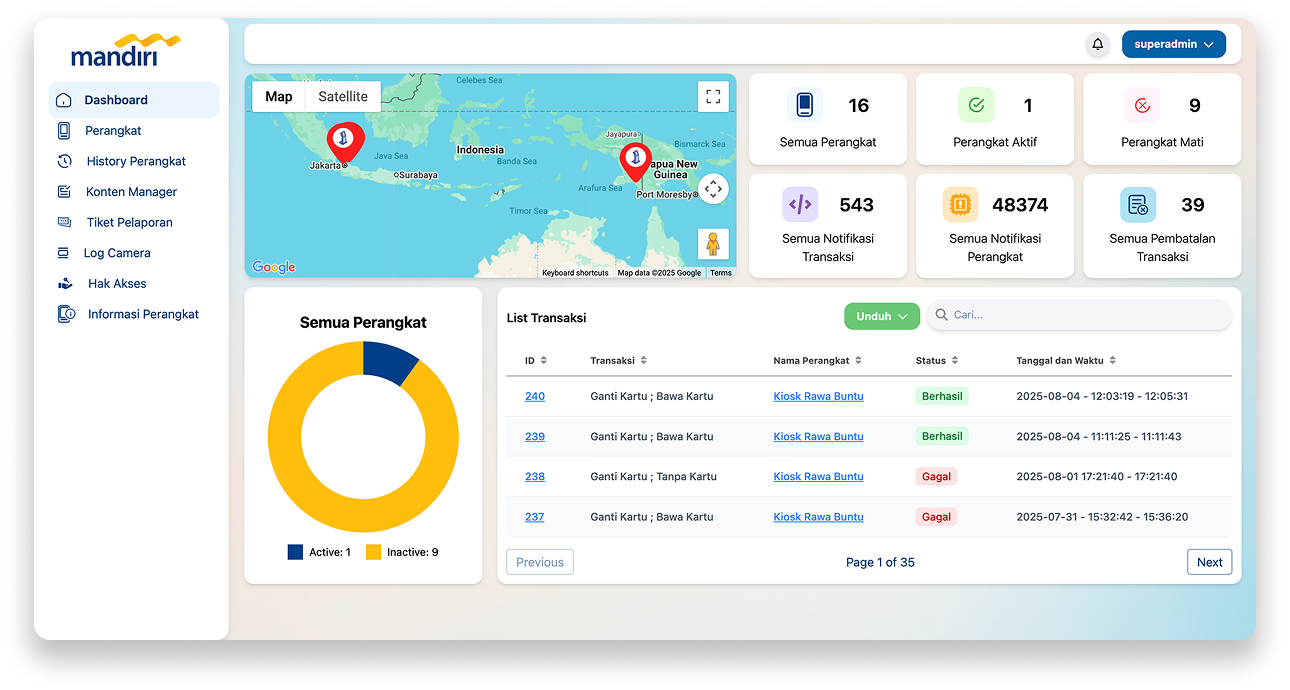 mandiri
Dashboard
Perangkat
History Perangkat
Konten Manager
Tiket Pelaporan
Log Camera
Hak Akses
Informasi Perangkat
superadmin
Map
Satellite
Celebes Sea
Jayapura
Bismarck Sea
Indonesia
Banda Sea
Java Sea
Jakarta
Surabaya
apua New
Guinea
Arafura Sea
Port Moresby
Timor Sea
Google
Keyboard shortcuts
Map data ©2025 Google
Terms
16
Semua Perangkat
1
Perangkat Aktif
9
Perangkat Mati
543
Semua Notifikasi
Transaksi
48374
Semua Notifikasi
Perangkat
39
Semua Pembatalan
Transaksi
Semua Perangkat
Active: 1
Inactive: 9
List Transaksi
Unduh
Cari...
ID Transaksi Nama Perangkat Status Tanggal dan Waktu
240 Ganti Kartu ; Bawa Kartu Kiosk Rawa Buntu Berhasil 2025-08-04 - 12:03:19 - 12:05:31
239 Ganti Kartu ; Bawa Kartu Kiosk Rawa Buntu Berhasil 2025-08-04 - 11:11:25 - 11:11:43
238 Ganti Kartu ; Tanpa Kartu Kiosk Rawa Buntu Gagal 2025-08-01 17:21:40 - 17:21:40
237 Ganti Kartu ; Bawa Kartu Kiosk Rawa Buntu Gagal 2025-07-31 - 15:32:42 - 15:36:20
Previous
Page 1 of 35
Next